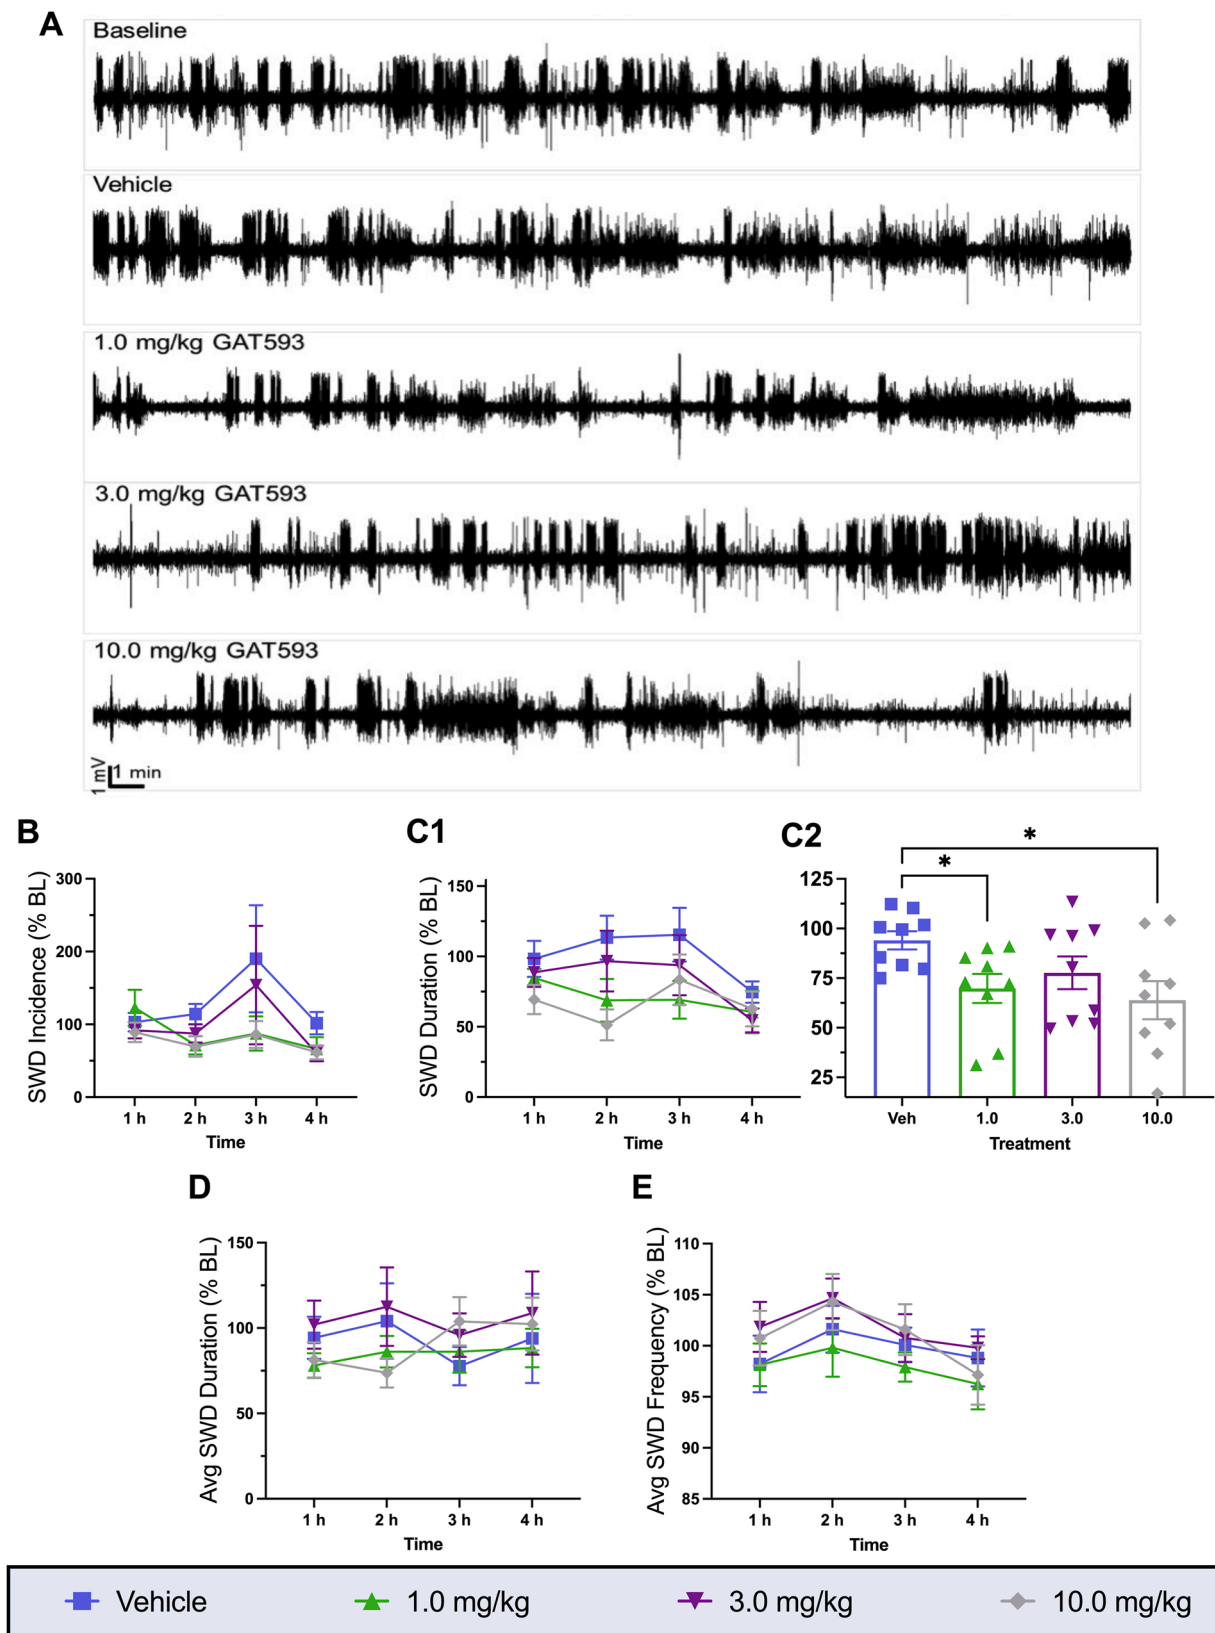 A
Baseline
Vehicle
1.0 mg/kg GAT593
3.0 mg/kg GAT593
10.0 mg/kg GAT593
1 mV
1 min
B
SWD Incidence (% BL)
300
200
100
0
1 h 2 h 3 h 4 h
Time
C1
SWD Duration (% BL)
150
100
50
0
1 h 2 h 3 h 4 h
Time
C2
*
*
125
100
75
50
25
Veh 1.0 3.0 10.0
Treatment
D
Avg SWD Duration (% BL)
150
100
50
0
1 h 2 h 3 h 4 h
Time
E
Avg SWD Frequency (% BL)
110
105
100
95
90
85
1 h 2 h 3 h 4 h
Time
Vehicle 1.0 mg/kg 3.0 mg/kg 10.0 mg/kg